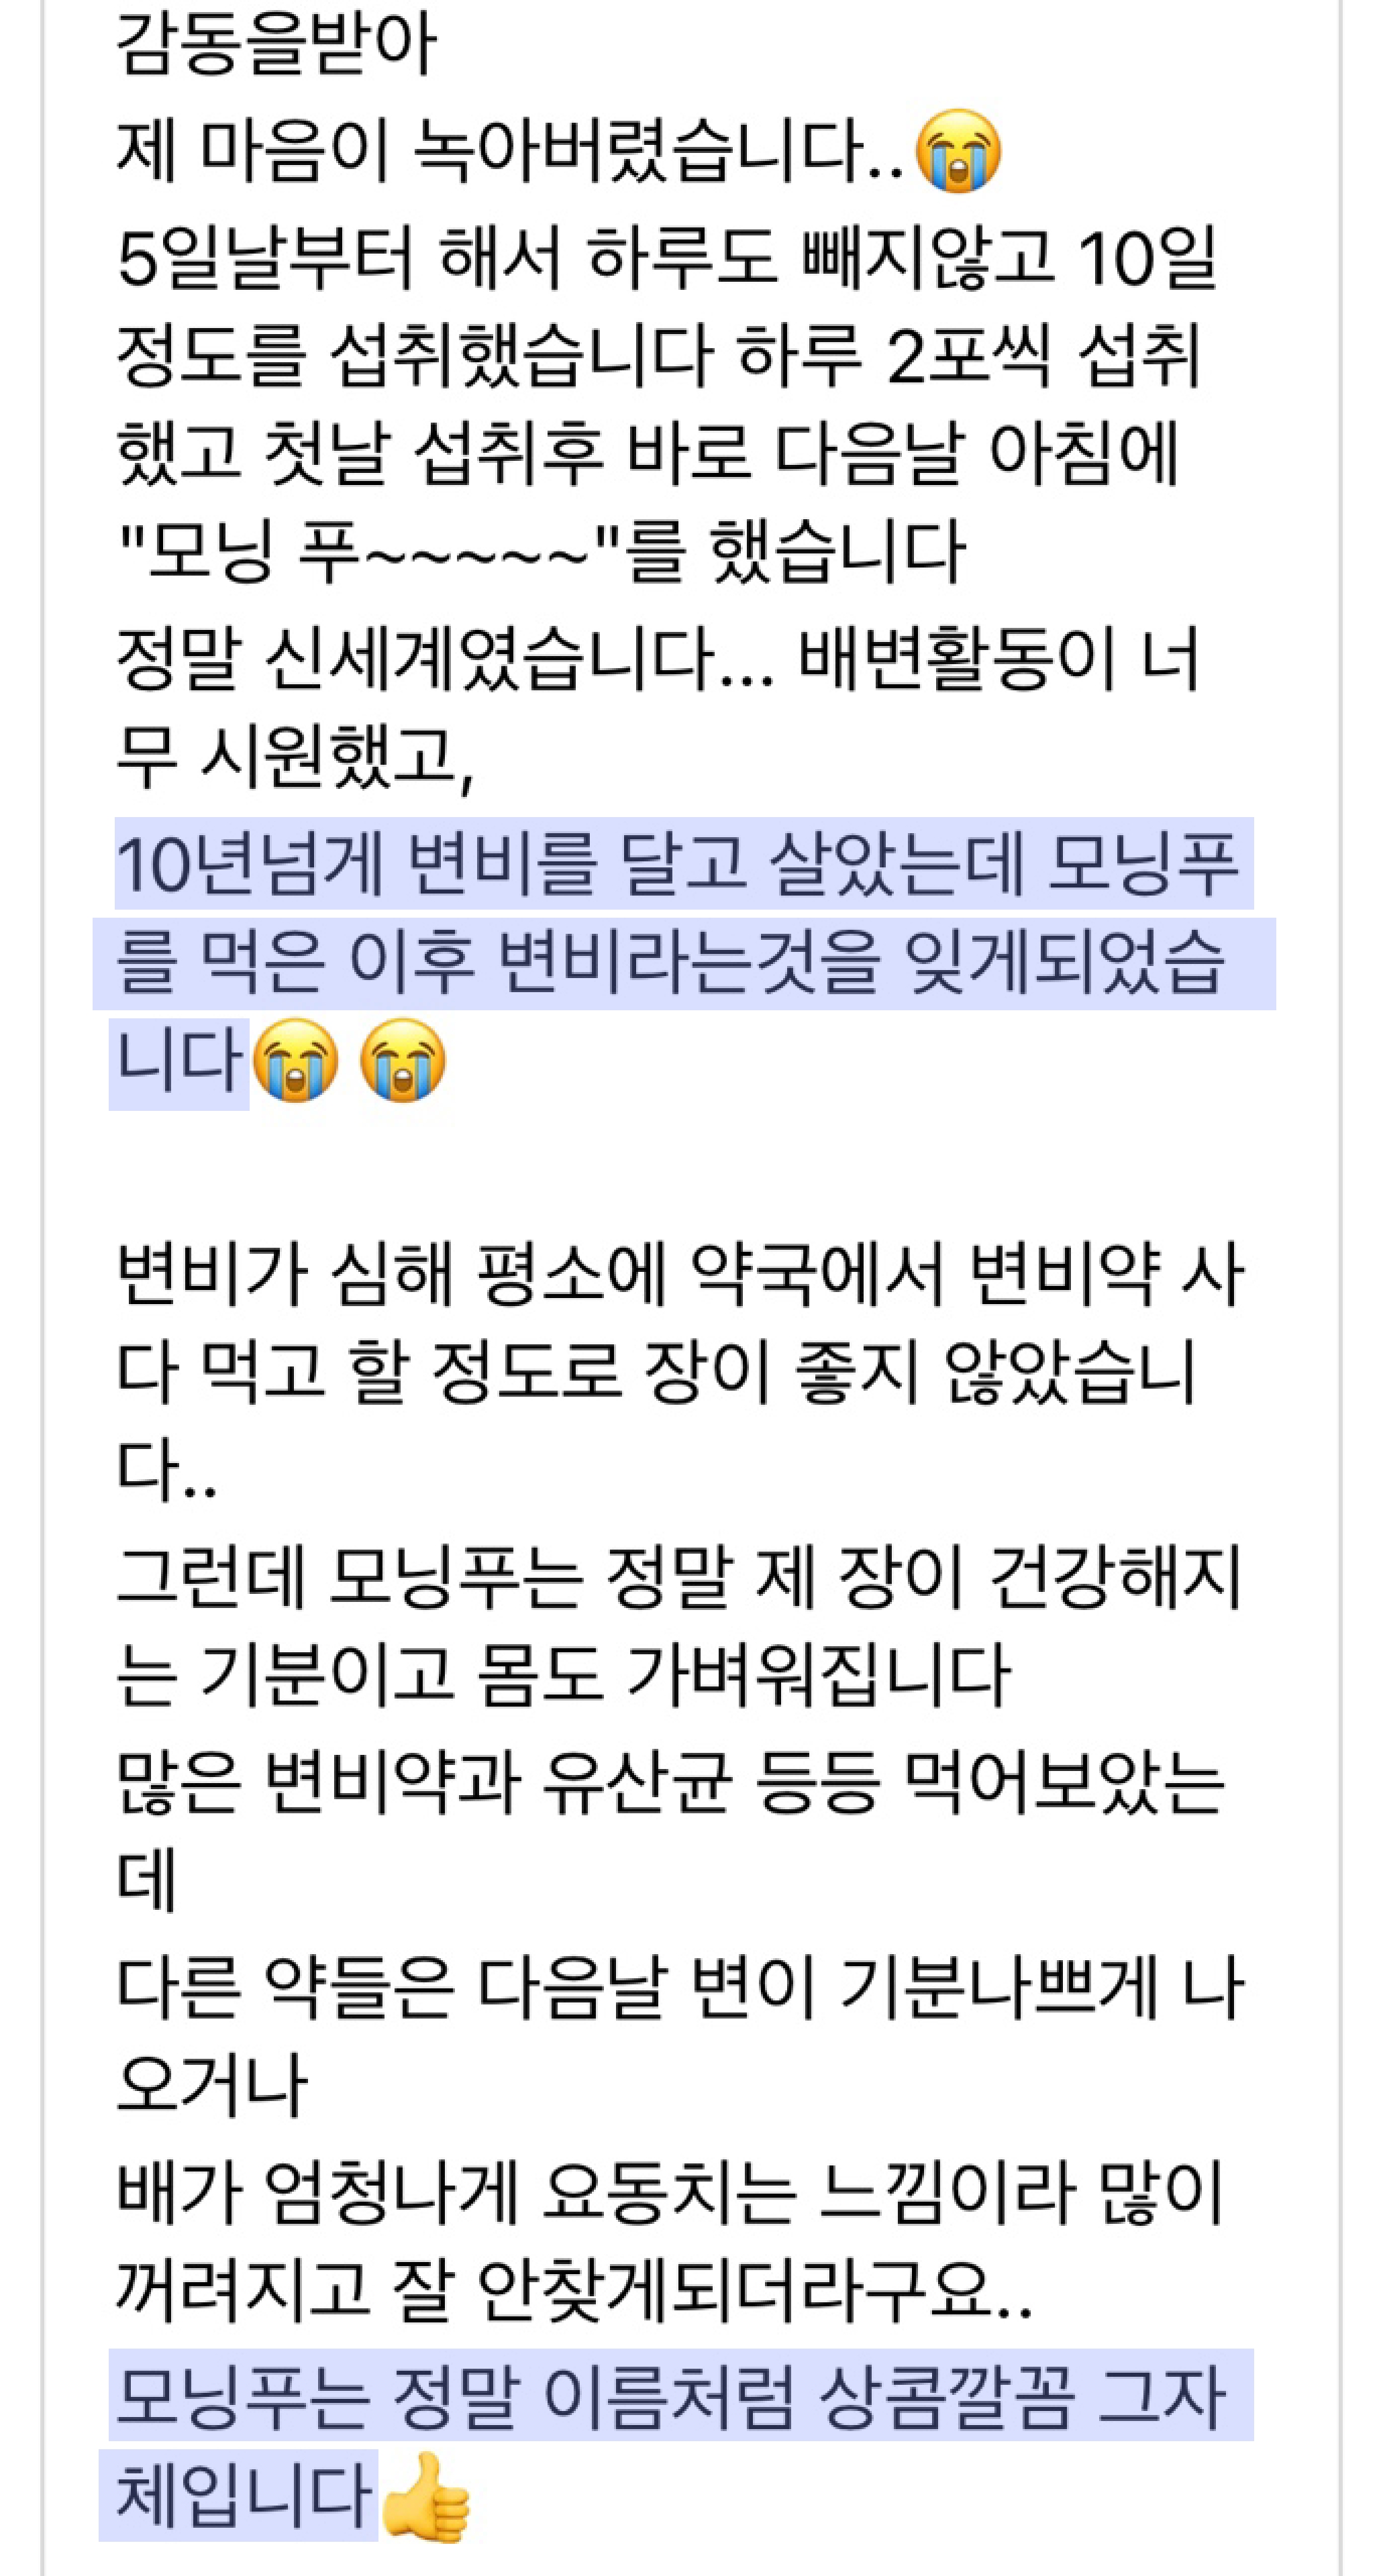 감동을받아
제 마음이 녹아버렸습니다..😭
5일날부터 해서 하루도 빼지않고 10일
정도를 섭취했습니다 하루 2포씩 섭취
했고 첫날 섭취후 바로 다음날 아침에
"모닝 푸~~~~~"를 했습니다
정말 신세계였습니다... 배변활동이 너
무 시원했고,
10년넘게 변비를 달고 살았는데 모닝푸
를 먹은 이후 변비라는것을 잊게되었습
니다😭 😭
변비가 심해 평소에 약국에서 변비약 사
다 먹고 할 정도로 장이 좋지 않았습니
다..
그런데 모닝푸는 정말 제 장이 건강해지
는 기분이고 몸도 가벼워집니다
많은 변비약과 유산균 등등 먹어보았는
데
다른 약들은 다음날 변이 기분나쁘게 나
오거나
배가 엄청나게 요동치는 느낌이라 많이
꺼려지고 잘 안찾게되더라구요..
모닝푸는 정말 이름처럼 상콤깔꼼 그자
체입니다👍